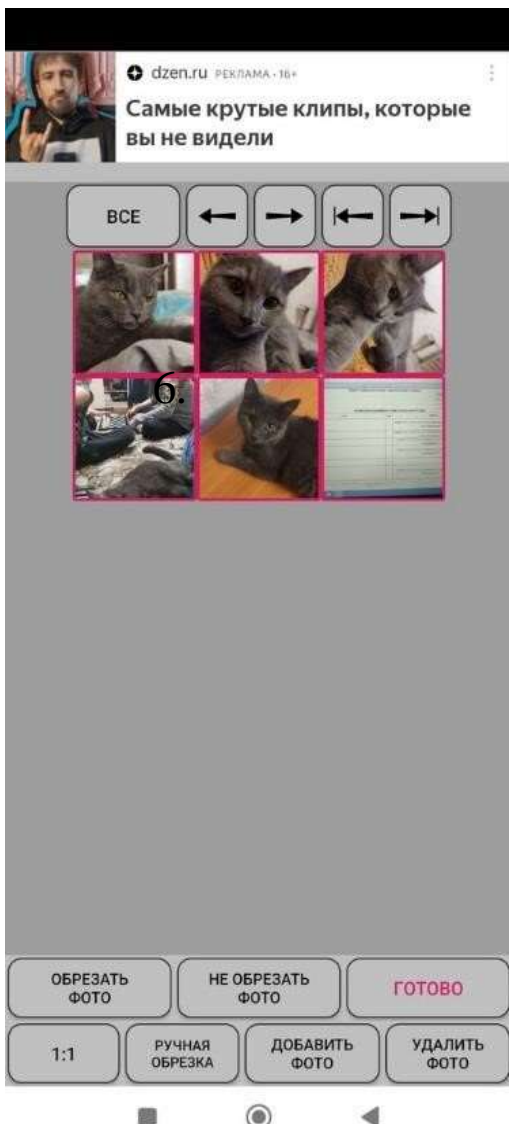 dzen.ru РЕКЛАМА • 16+
Самые крутые клипы, которые
вы не видели
ВСЕ
6.
ОБРЕЗАТЬ
ФОТО
НЕ ОБРЕЗАТЬ
ФОТО
ГОТОВО
1:1
РУЧНАЯ
ОБРЕЗКА
ДОБАВИТЬ
ФОТО
УДАЛИТЬ
ФОТО